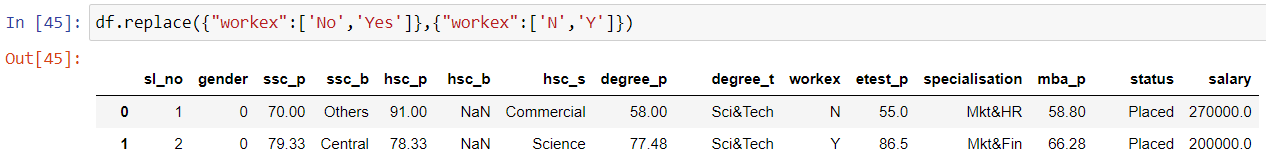 In [45]: df.replace({"workex":['No','Yes']},{"workex":['N','Y']})
Out[45]:
sl_no gender ssc_p ssc_b hsc_p hsc_b hsc_s degree_p degree_t workex etest_p specialisation mba_p status salary
0 1 0 70.00 Others 91.00 NaN Commercial 58.00 Sci&Tech N 55.0 Mkt&HR 58.80 Placed 270000.0
1 2 0 79.33 Central 78.33 NaN Science 77.48 Sci&Tech Y 86.5 Mkt&Fin 66.28 Placed 200000.0